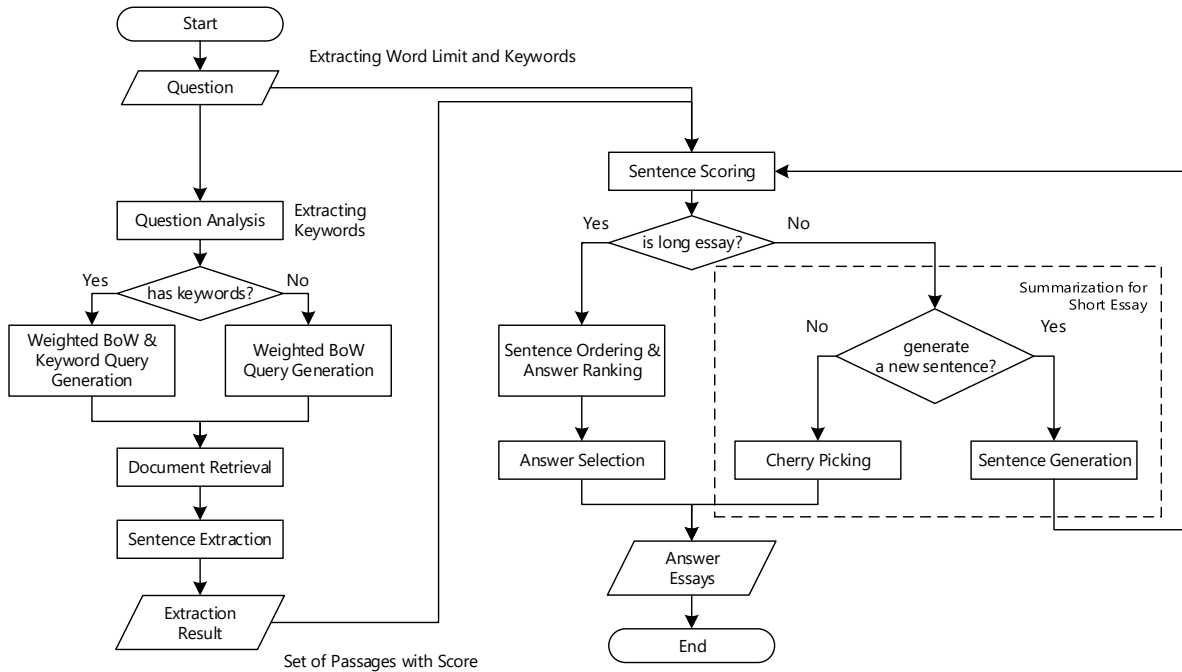 Start
Extracting Word Limit and Keywords
Question
Sentence Scoring
Question Analysis
Extracting
Keywords
Yes
No
is long essay?
Yes
No
has keywords?
Summarization for
Short Essay
Weighted BoW &
Keyword Query
Generation
Weighted BoW
Query Generation
Sentence Ordering &
Answer Ranking
No
Yes
generate
a new sentence?
Document Retrieval
Answer Selection
Cherry Picking
Sentence Generation
Sentence Extraction
Answer
Essays
Extraction
Result
End
Set of Passages with Score